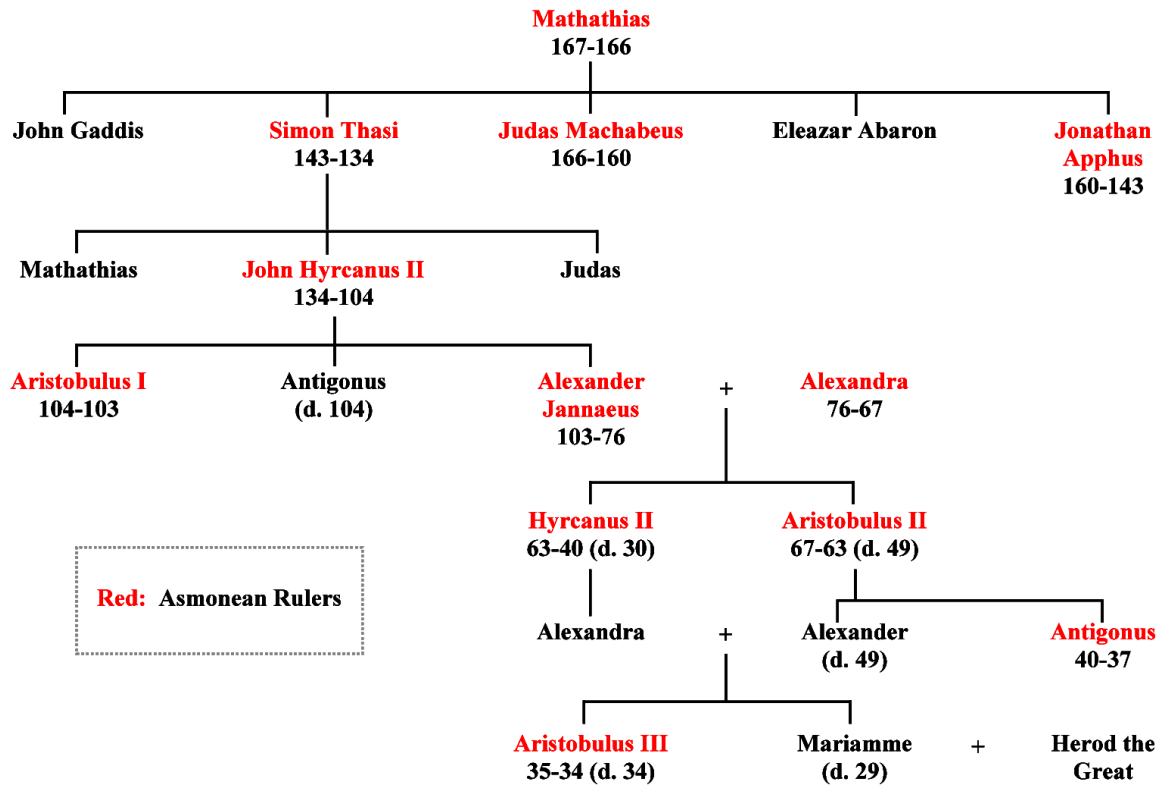 Mathathias
167-166
John Gaddis
Simon Thasi
143-134
Judas Machabeus
166-160
Eleazar Abaron
Jonathan
Apphus
160-143
Mathathias
John Hyrcanus II
134-104
Judas
Aristobulus I
104-103
Antigonus
(d. 104)
Alexander
Jannaeus
103-76
+
Alexandra
76-67
Hyrcanus II
63-40 (d. 30)
Aristobulus II
67-63 (d. 49)
Red: Asmonean Rulers
Alexandra
+
Alexander
(d. 49)
Antigonus
40-37
Aristobulus III
35-34 (d. 34)
Mariamme
(d. 29)
+
Herod the
Great